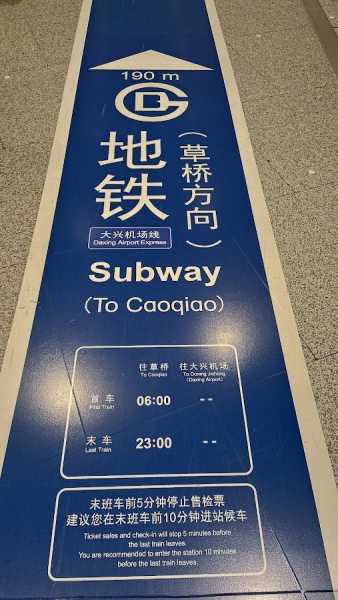 190 m
地铁
（草桥方向）
大兴机场线
Daxing Airport Express
Subway
(To Caoqiao)
往草桥 往大兴机场
To Caoqiao To Daxing Jichang
(Daxing Airport)
首 车 06:00 --
First Train
末 车 23:00 --
Last Train
末班车前5分钟停止售检票
建议您在末班车前10分钟进站候车
Ticket sales and check-in will stop 5 minutes before
the last train leaves.
You are recommended to enter the station 10 minutes
before the last train leaves.